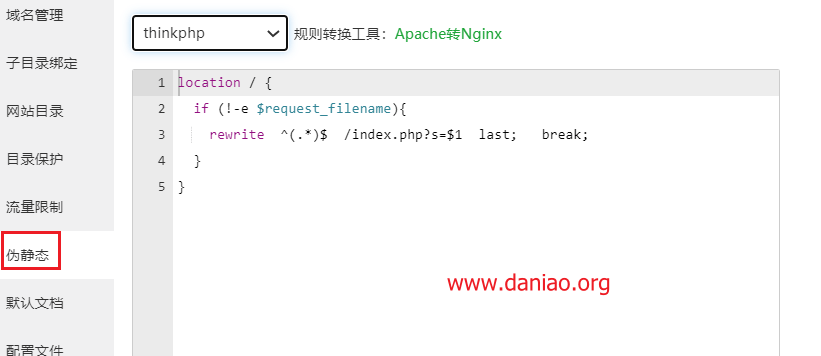 域名管理
子目录绑定
网站目录
目录保护
流量限制
伪静态
默认文档
配置文件
thinkphp 规则转换工具：Apache转Nginx
1 location / {
2 if (!-e $request_filename){
3 rewrite ^(.*)$ /index.php?s=$1 last; break;
4 }
5 }
www.daniao.org